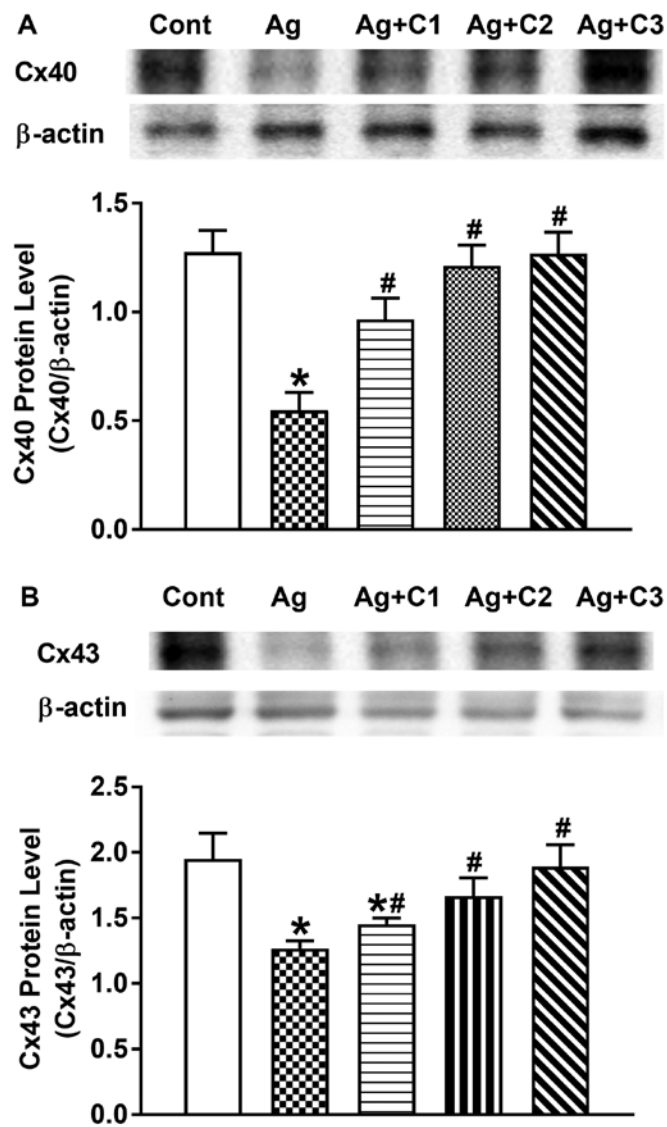 A Cont Ag Ag+C1 Ag+C2 Ag+C3
Cx40
β-actin
Cx40 Protein Level
(Cx40/β-actin)
1.5
1.0
0.5
0.0
*
#
#
#
B Cont Ag Ag+C1 Ag+C2 Ag+C3
Cx43
β-actin
Cx43 Protein Level
(Cx43/β-actin)
2.5
2.0
1.5
1.0
0.5
0.0
*
*#
#
#